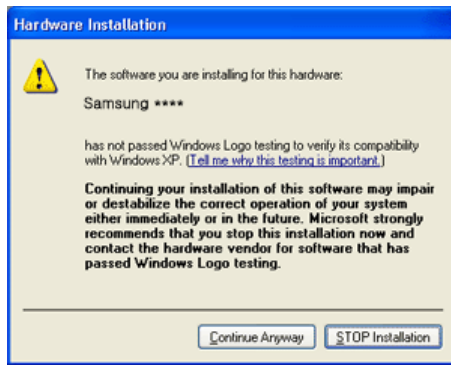 Hardware Installation
The software you are installing for this hardware:
Samsung ****
has not passed Windows Logo testing to verify its compatibility
with Windows XP. (Tell me why this testing is important.)
Continuing your installation of this software may impair
or destabilize the correct operation of your system
either immediately or in the future. Microsoft strongly
recommends that you stop this installation now and
contact the hardware vendor for software that has
passed Windows Logo testing.
Continue Anyway
STOP Installation